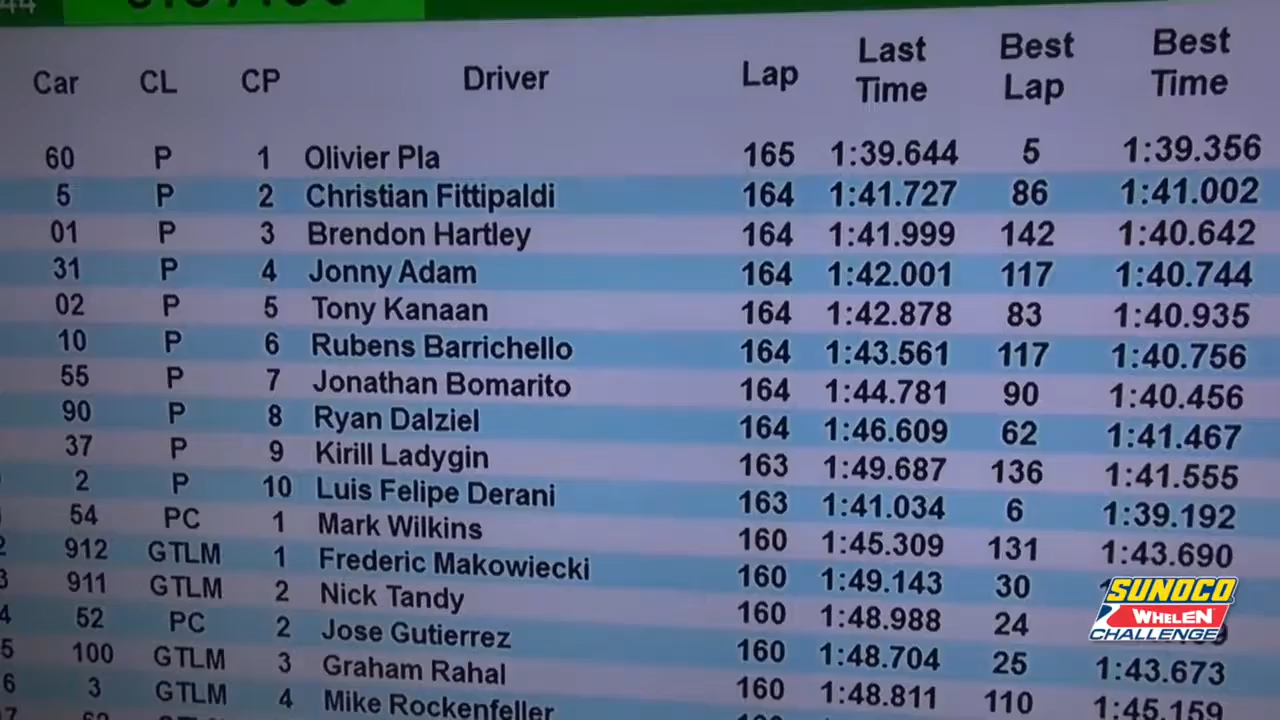 Car CL CP Driver Lap Last Time Best Lap Best Time
60 P 1 Olivier Pla 165 1:39.644 5 1:39.356
5 P 2 Christian Fittipaldi 164 1:41.727 86 1:41.002
01 P 3 Brendon Hartley 164 1:41.999 142 1:40.642
31 P 4 Jonny Adam 164 1:42.001 117 1:40.744
02 P 5 Tony Kanaan 164 1:42.878 83 1:40.935
10 P 6 Rubens Barrichello 164 1:43.561 117 1:40.756
55 P 7 Jonathan Bomarito 164 1:44.781 90 1:40.456
90 P 8 Ryan Dalziel 164 1:46.609 62 1:41.467
37 P 9 Kirill Ladygin 163 1:49.687 136 1:41.555
2 P 10 Luis Felipe Derani 163 1:41.034 6 1:39.192
54 PC 1 Mark Wilkins 160 1:45.309 131 1:43.690
2 912 GTLM 1 Frederic Makowiecki 160 1:49.143 30
3 911 GTLM 2 Nick Tandy 160 1:48.988 24
4 52 PC 2 Jose Gutierrez 160 1:48.704 25 1:43.673
5 100 GTLM 3 Graham Rahal 160 1:48.811 110 1:45.159
6 3 GTLM 4 Mike Rockenfeller
SUNOCO
WHELEN
CHALLENGE